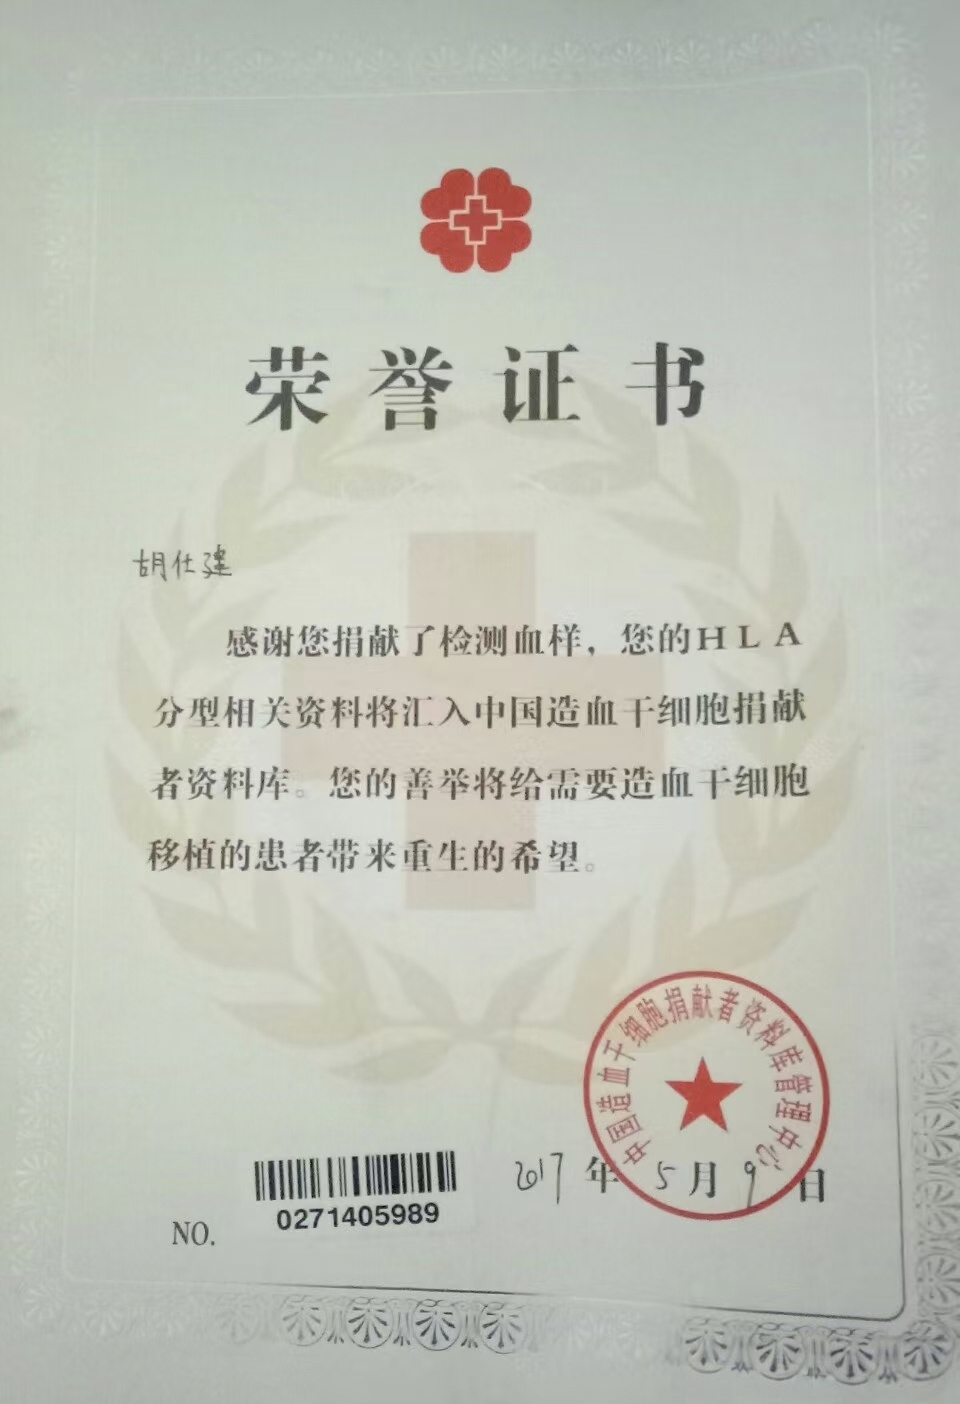 荣誉证书
胡仕建
感谢您捐献了检测血样，您的HLA
分型相关资料将汇入中国造血干细胞捐献
者资料库。您的善举将给需要造血干细胞
移植的患者带来重生的希望。
中国造血干细胞捐献者资料库管理中心
2017年5月9日
NO.
0271405989